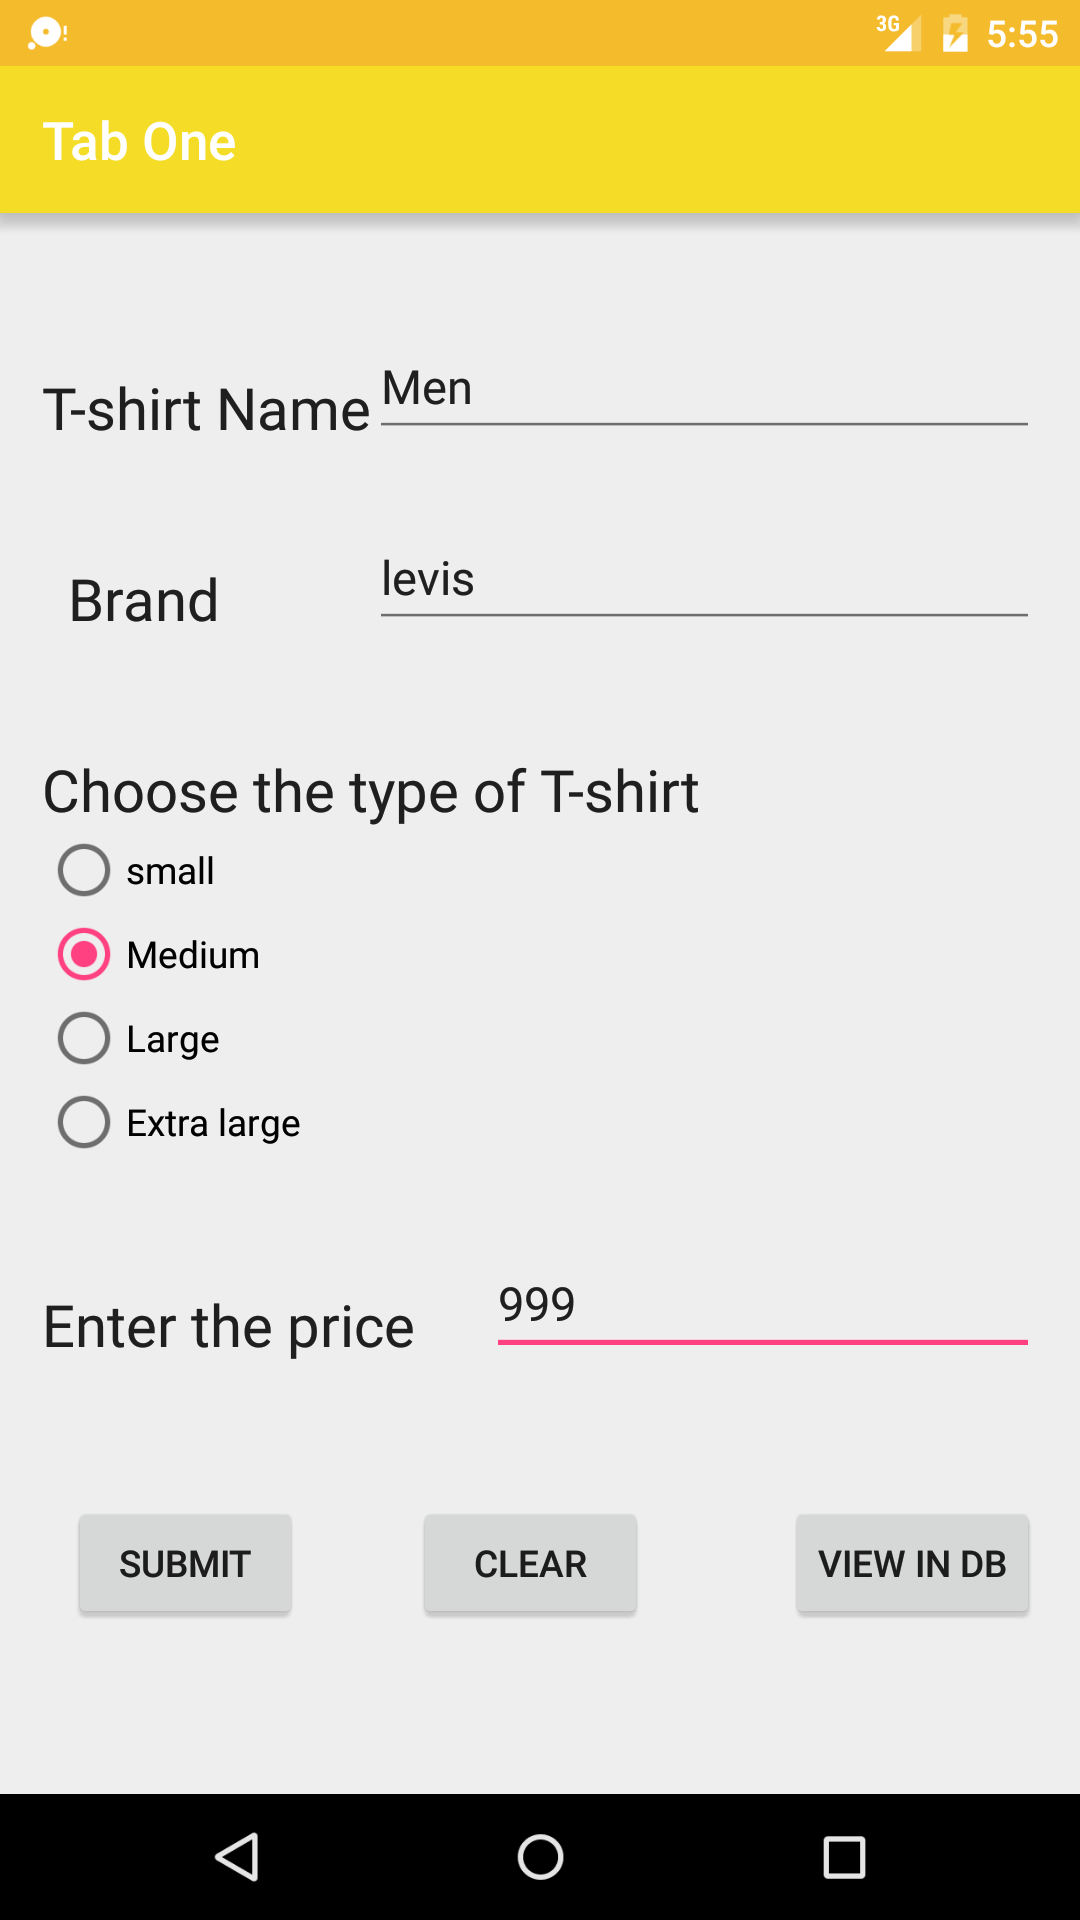 3G 5:55
Tab One
T-shirt Name Men
Brand levis
Choose the type of T-shirt
small
Medium
Large
Extra large
Enter the price 999
SUBMIT CLEAR VIEW IN DB